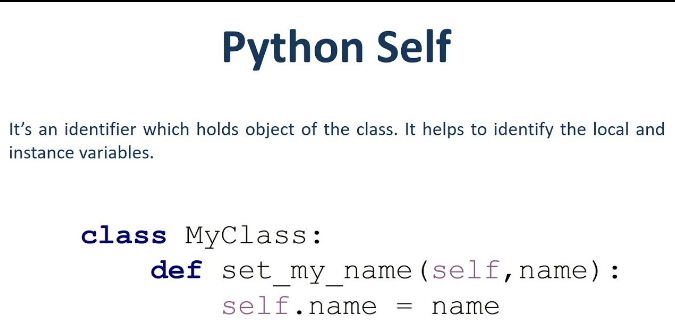 Python Self
It's an identifier which holds object of the class. It helps to identify the local and
instance variables.
class MyClass:
    def set_my_name(self,name):
        self.name = name